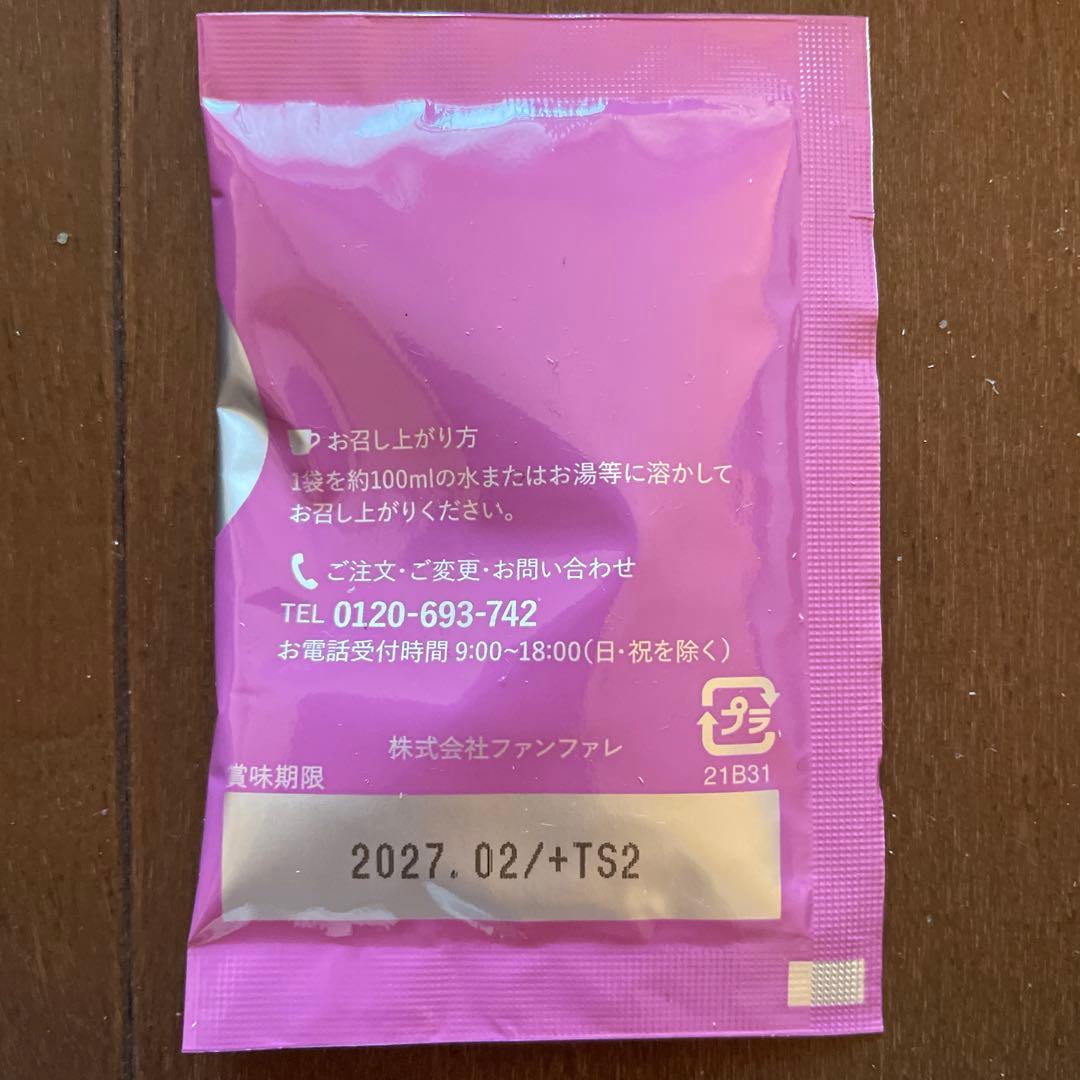 お召し上がり方
1袋を約100mlの水またはお湯等に溶かして
お召し上がりください。
ご注文・ご変更・お問い合わせ
TEL 0120-693-742
お電話受付時間 9:00~18:00(日・祝を除く)
プラ
株式会社ファンファレ
21B31
賞味期限
2027.02/+TS2